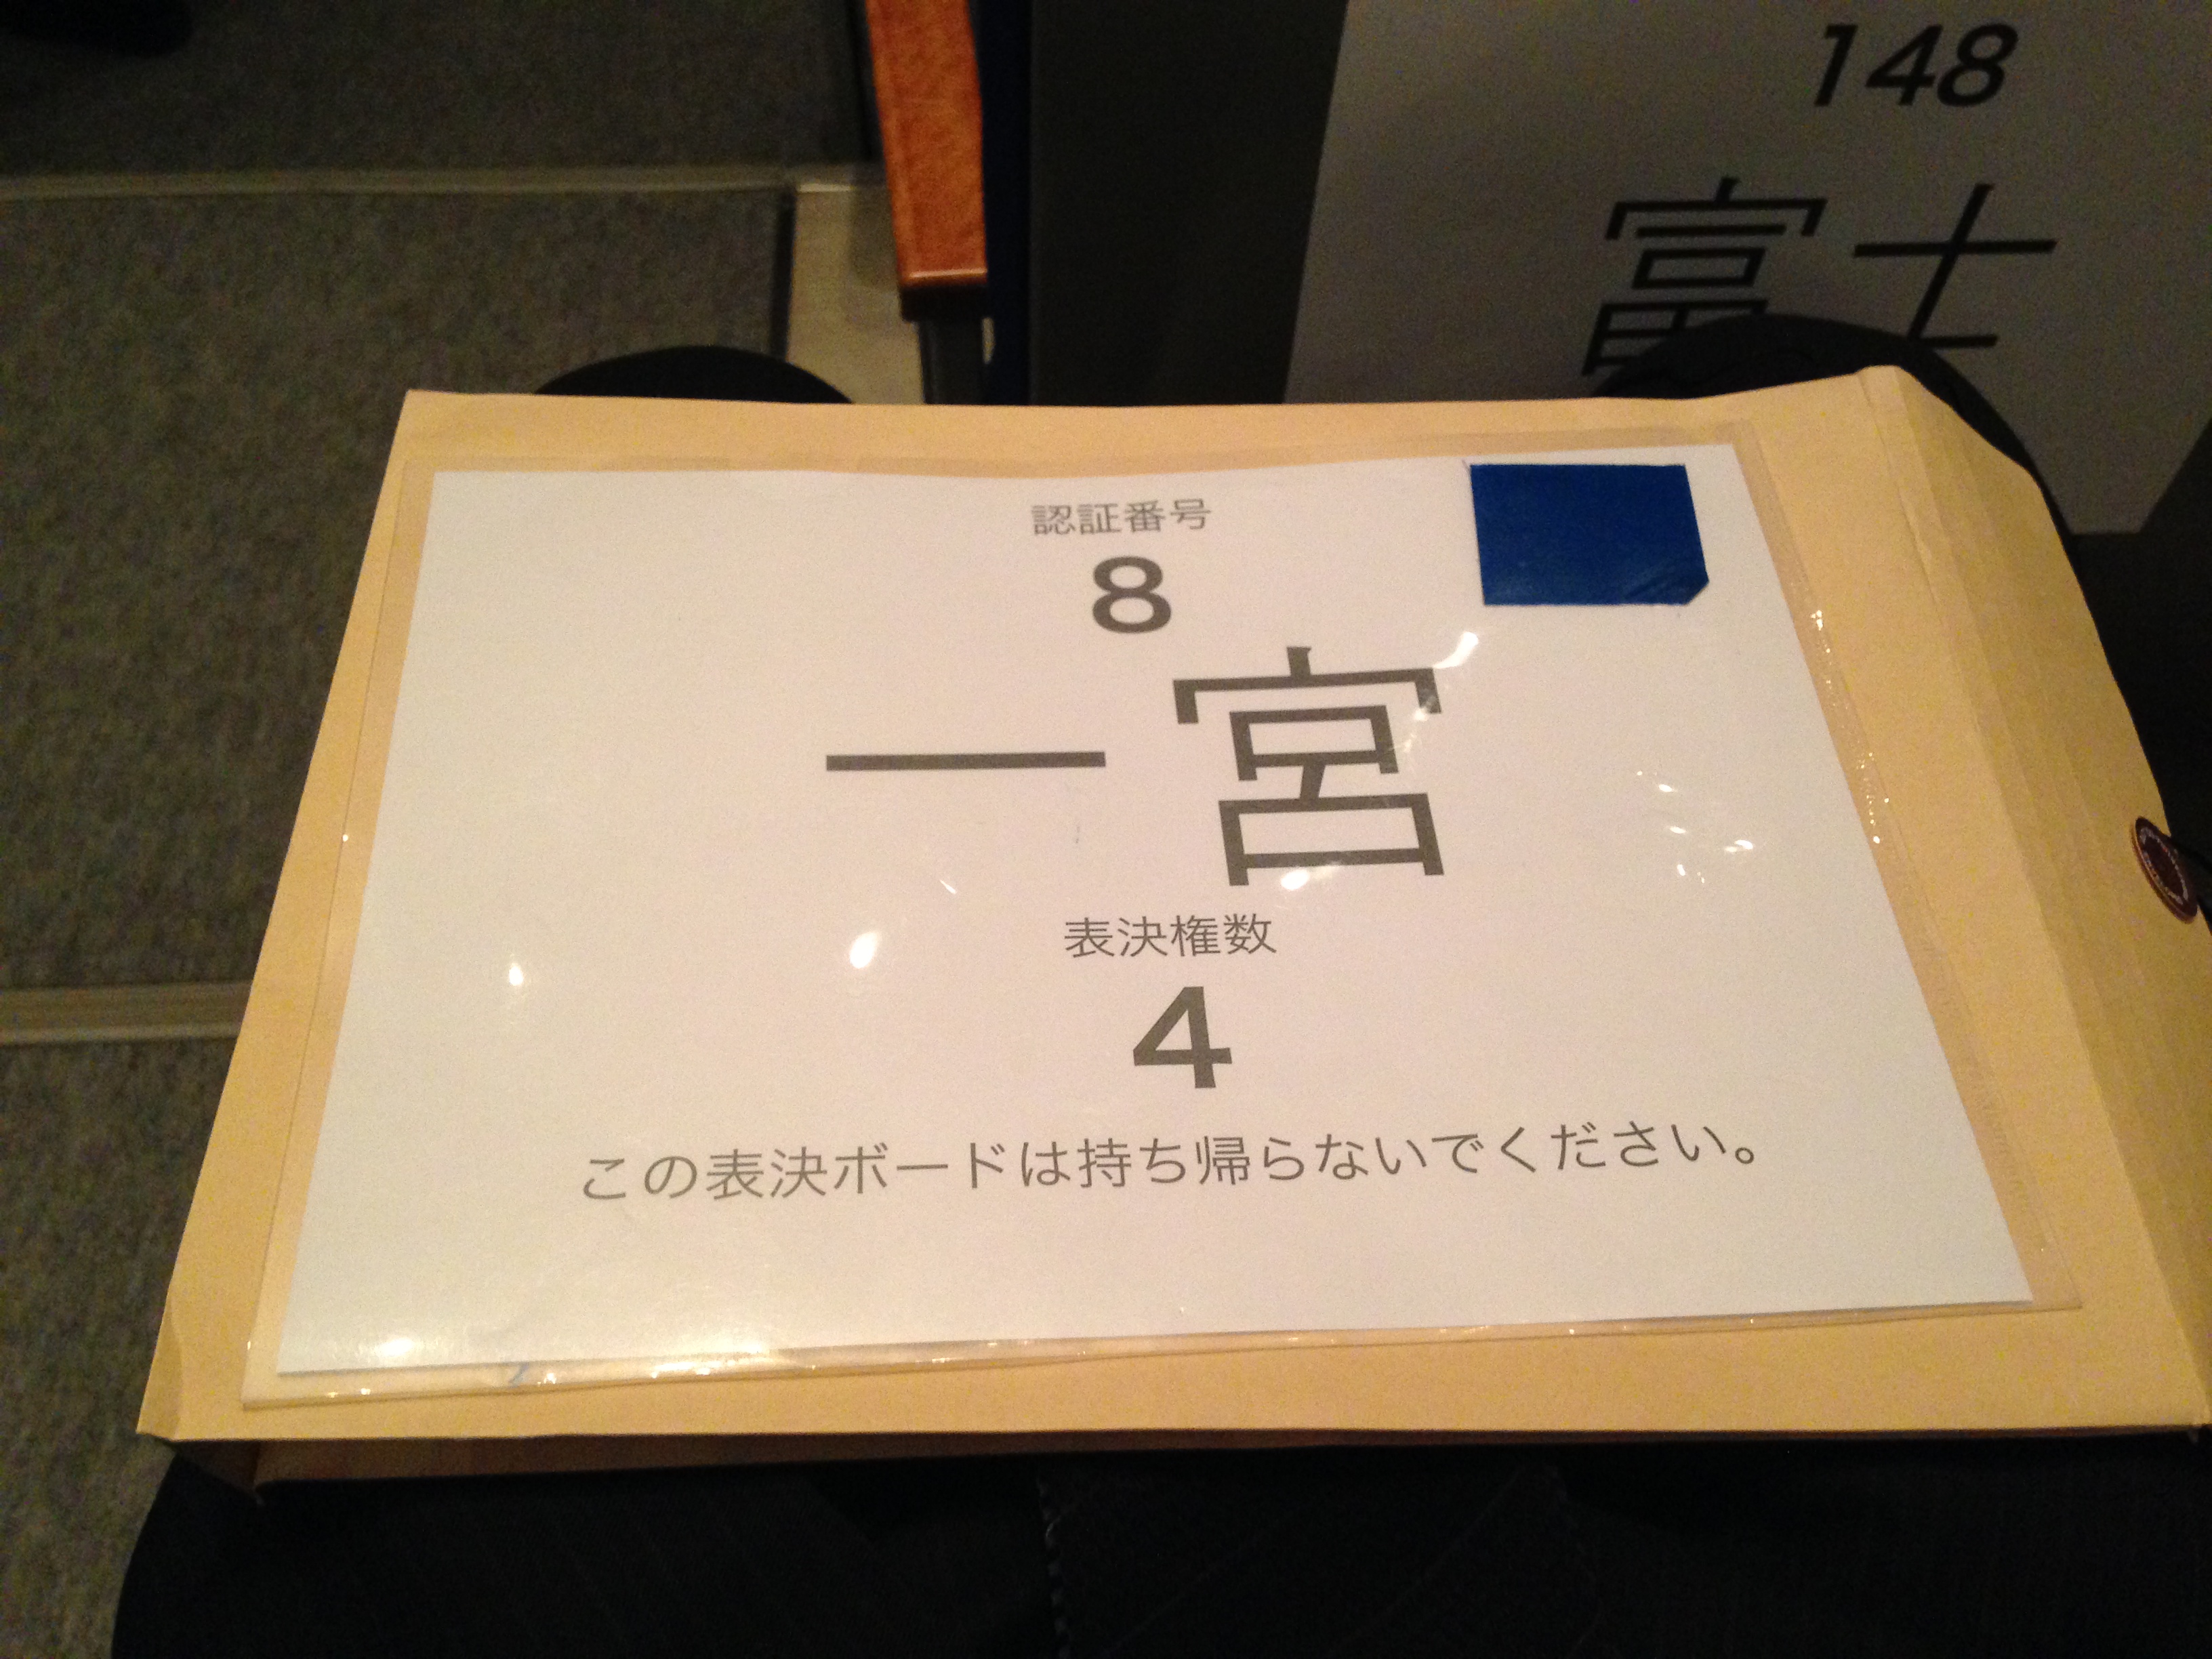 148
富士
認証番号
8
一宮
表決権数
4
この表決ボードは持ち帰らないでください。